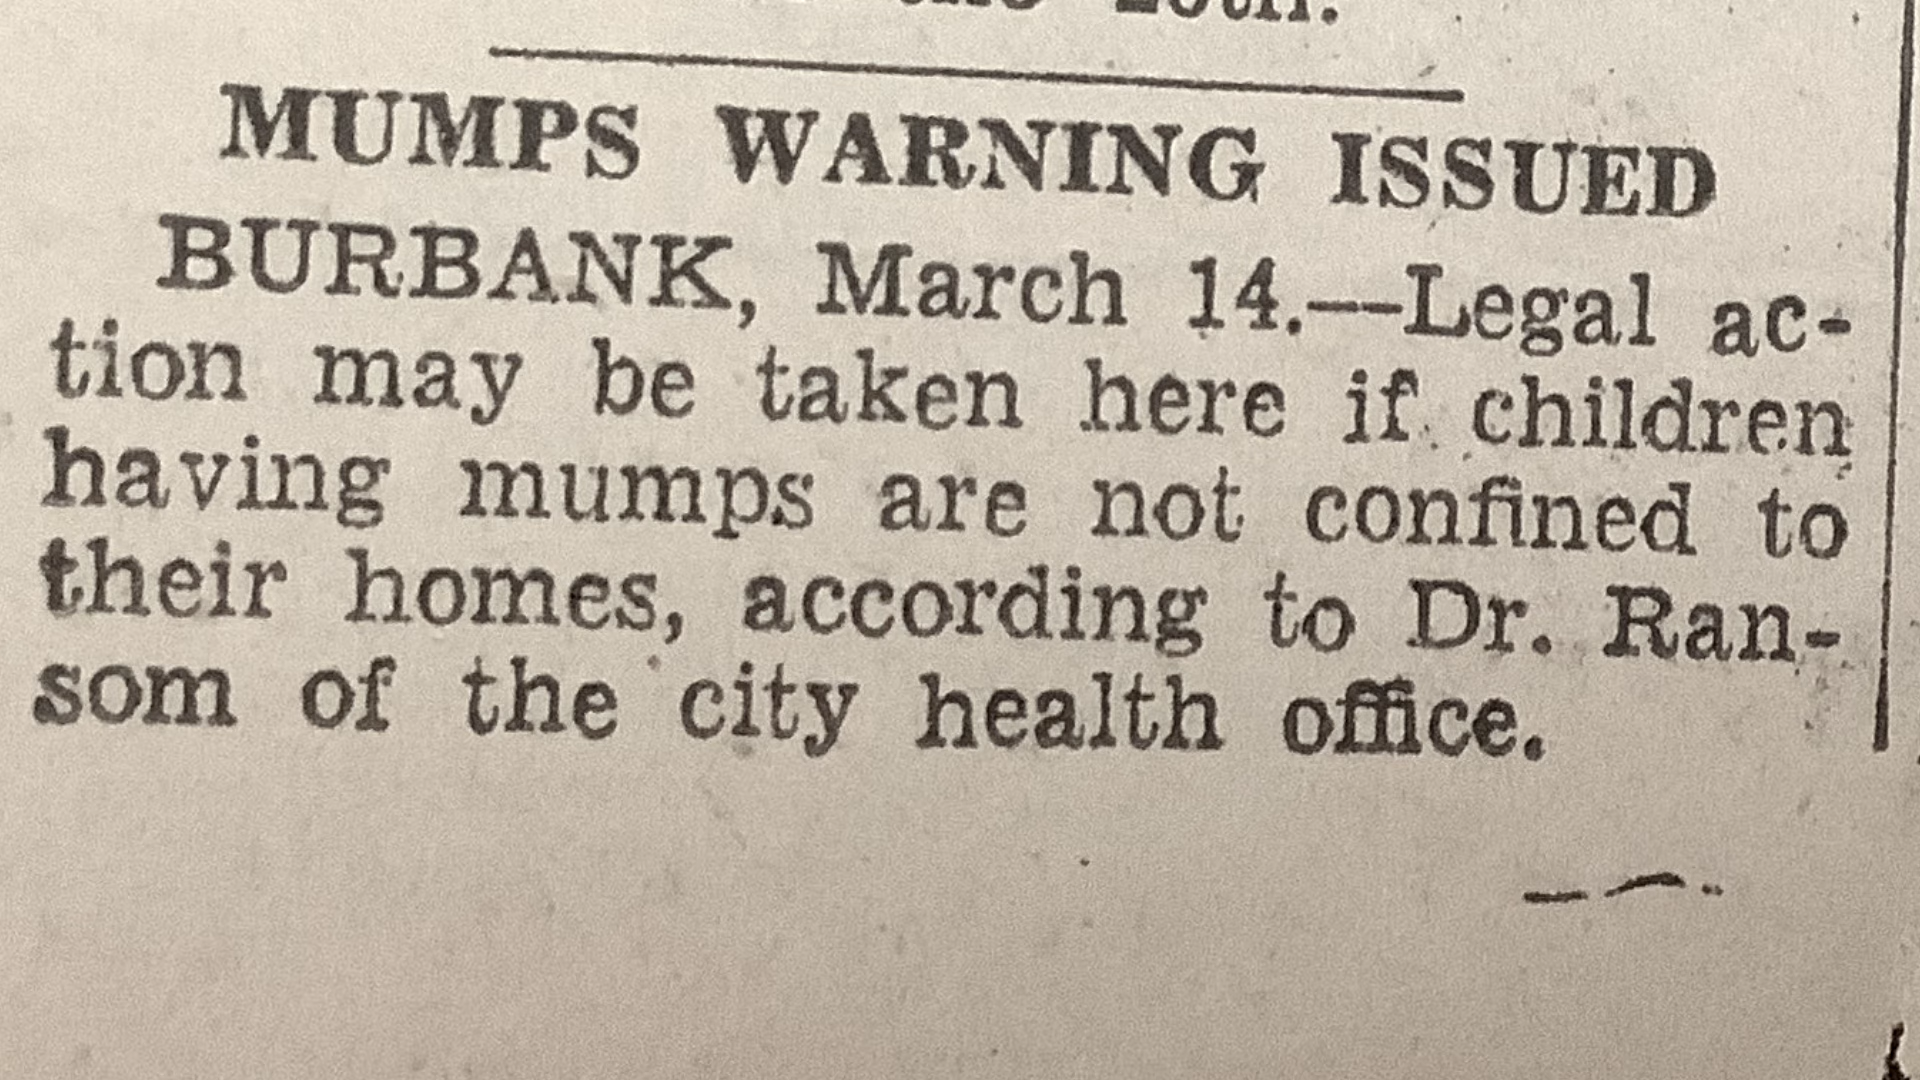 20th.
MUMPS WARNING ISSUED
BURBANK, March 14.—Legal ac-
tion may be taken here if children
having mumps are not confined to
their homes, according to Dr. Ran-
som of the city health office.